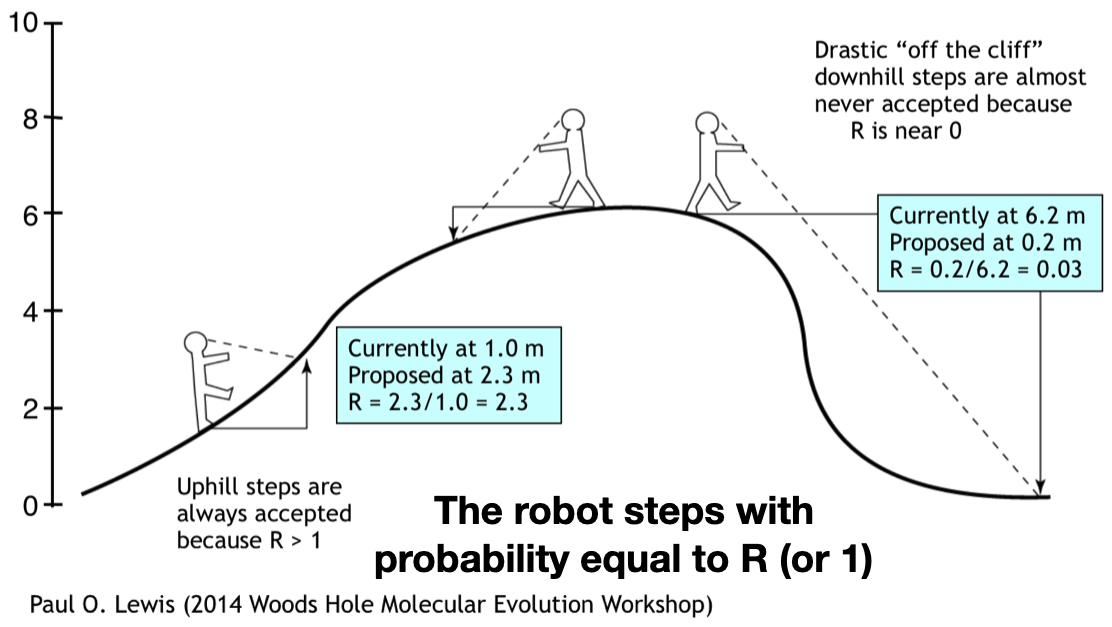 10
8
6
4
2
0
Drastic “off the cliff”
downhill steps are almost
never accepted because
R is near 0
Currently at 6.2 m
Proposed at 0.2 m
R = 0.2/6.2 = 0.03
Currently at 1.0 m
Proposed at 2.3 m
R = 2.3/1.0 = 2.3
Uphill steps are
always accepted
because R > 1
The robot steps with
probability equal to R (or 1)
Paul O. Lewis (2014 Woods Hole Molecular Evolution Workshop)